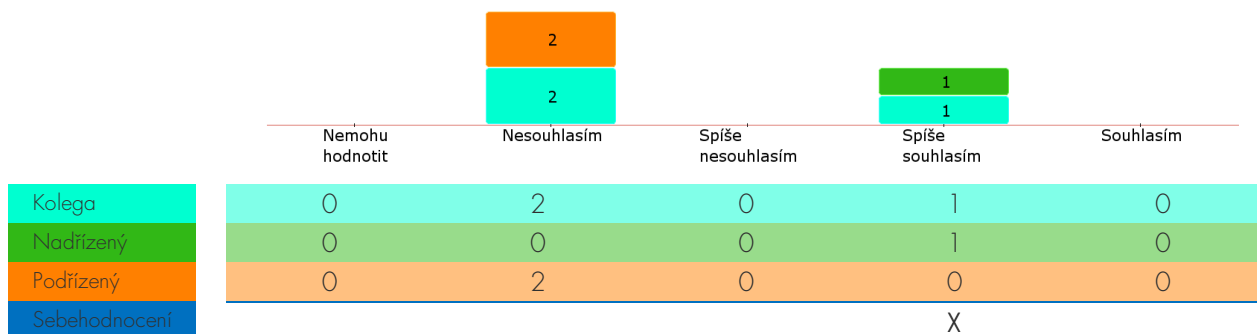 2
2
1
1
Nemohu hodnotit
Nesouhlasím
Spíše nesouhlasím
Spíše souhlasím
Souhlasím
Kolega 0 2 0 1 0
Nadřízený 0 0 0 1 0
Podřízený 0 2 0 0 0
Sebehodnocení X